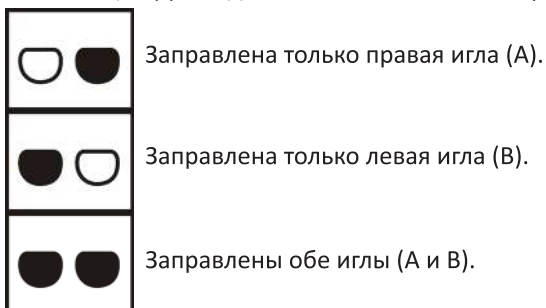 Заправлена только правая игла (А).
Заправлена только левая игла (В).
Заправлены обе иглы (А и В).